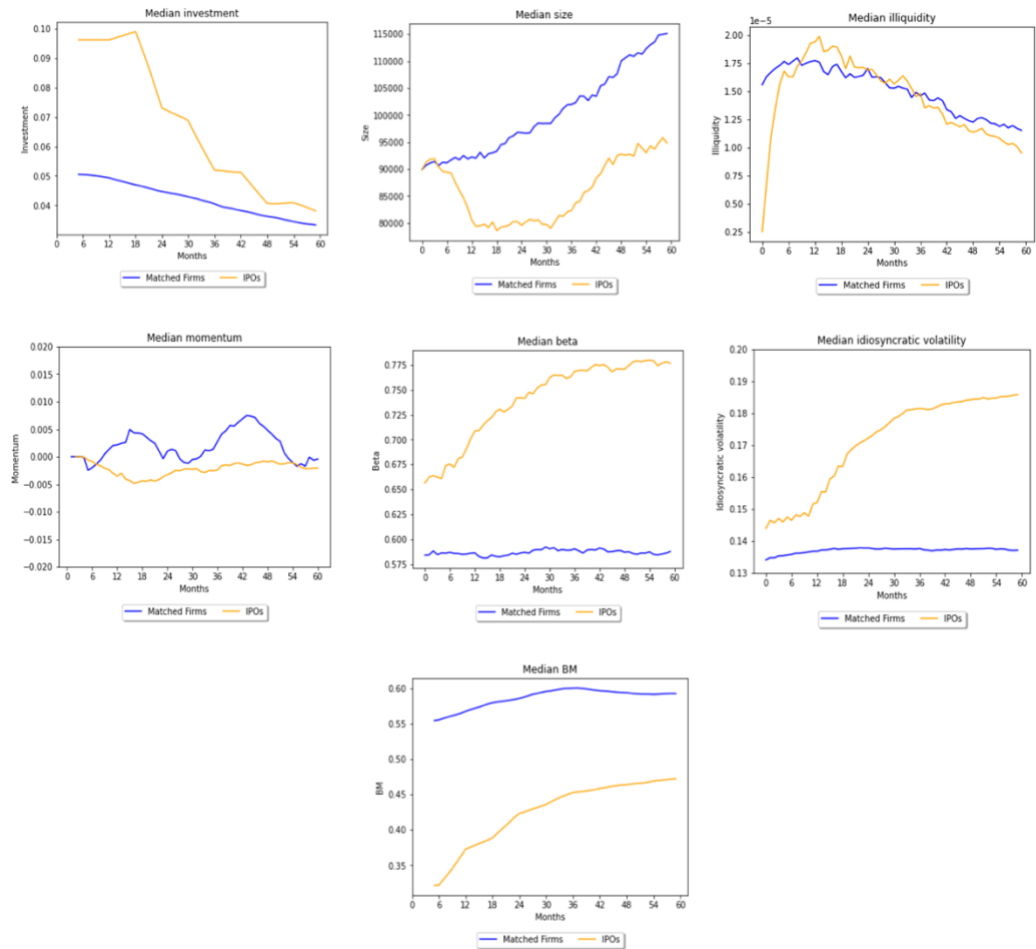 Median investment
0.10
0.09
0.08
0.07
0.06
0.05
0.04
Investment
0 6 12 18 24 30 36 42 48 54 60
Months
Matched Firms IPOs
Median size
115000
110000
105000
100000
95000
90000
85000
80000
Size
0 6 12 18 24 30 36 42 48 54 60
Months
Matched Firms IPOs
Median illiquidity
1e-5
2.00
1.75
1.50
1.25
1.00
0.75
0.50
0.25
Illiquidity
0 6 12 18 24 30 36 42 48 54 60
Months
Matched Firms IPOs
Median momentum
0.020
0.015
0.010
0.005
0.000
−0.005
−0.010
−0.015
−0.020
Momentum
0 6 12 18 24 30 36 42 48 54 60
Months
Matched Firms IPOs
Median beta
0.775
0.750
0.725
0.700
0.675
0.650
0.625
0.600
0.575
Beta
0 6 12 18 24 30 36 42 48 54 60
Months
Matched Firms IPOs
Median idiosyncratic volatility
0.20
0.19
0.18
0.17
0.16
0.15
0.14
0.13
Idiosyncratic volatility
0 6 12 18 24 30 36 42 48 54 60
Months
Matched Firms IPOs
Median BM
0.60
0.55
0.50
0.45
0.40
0.35
BM
0 6 12 18 24 30 36 42 48 54 60
Months
Matched Firms IPOs